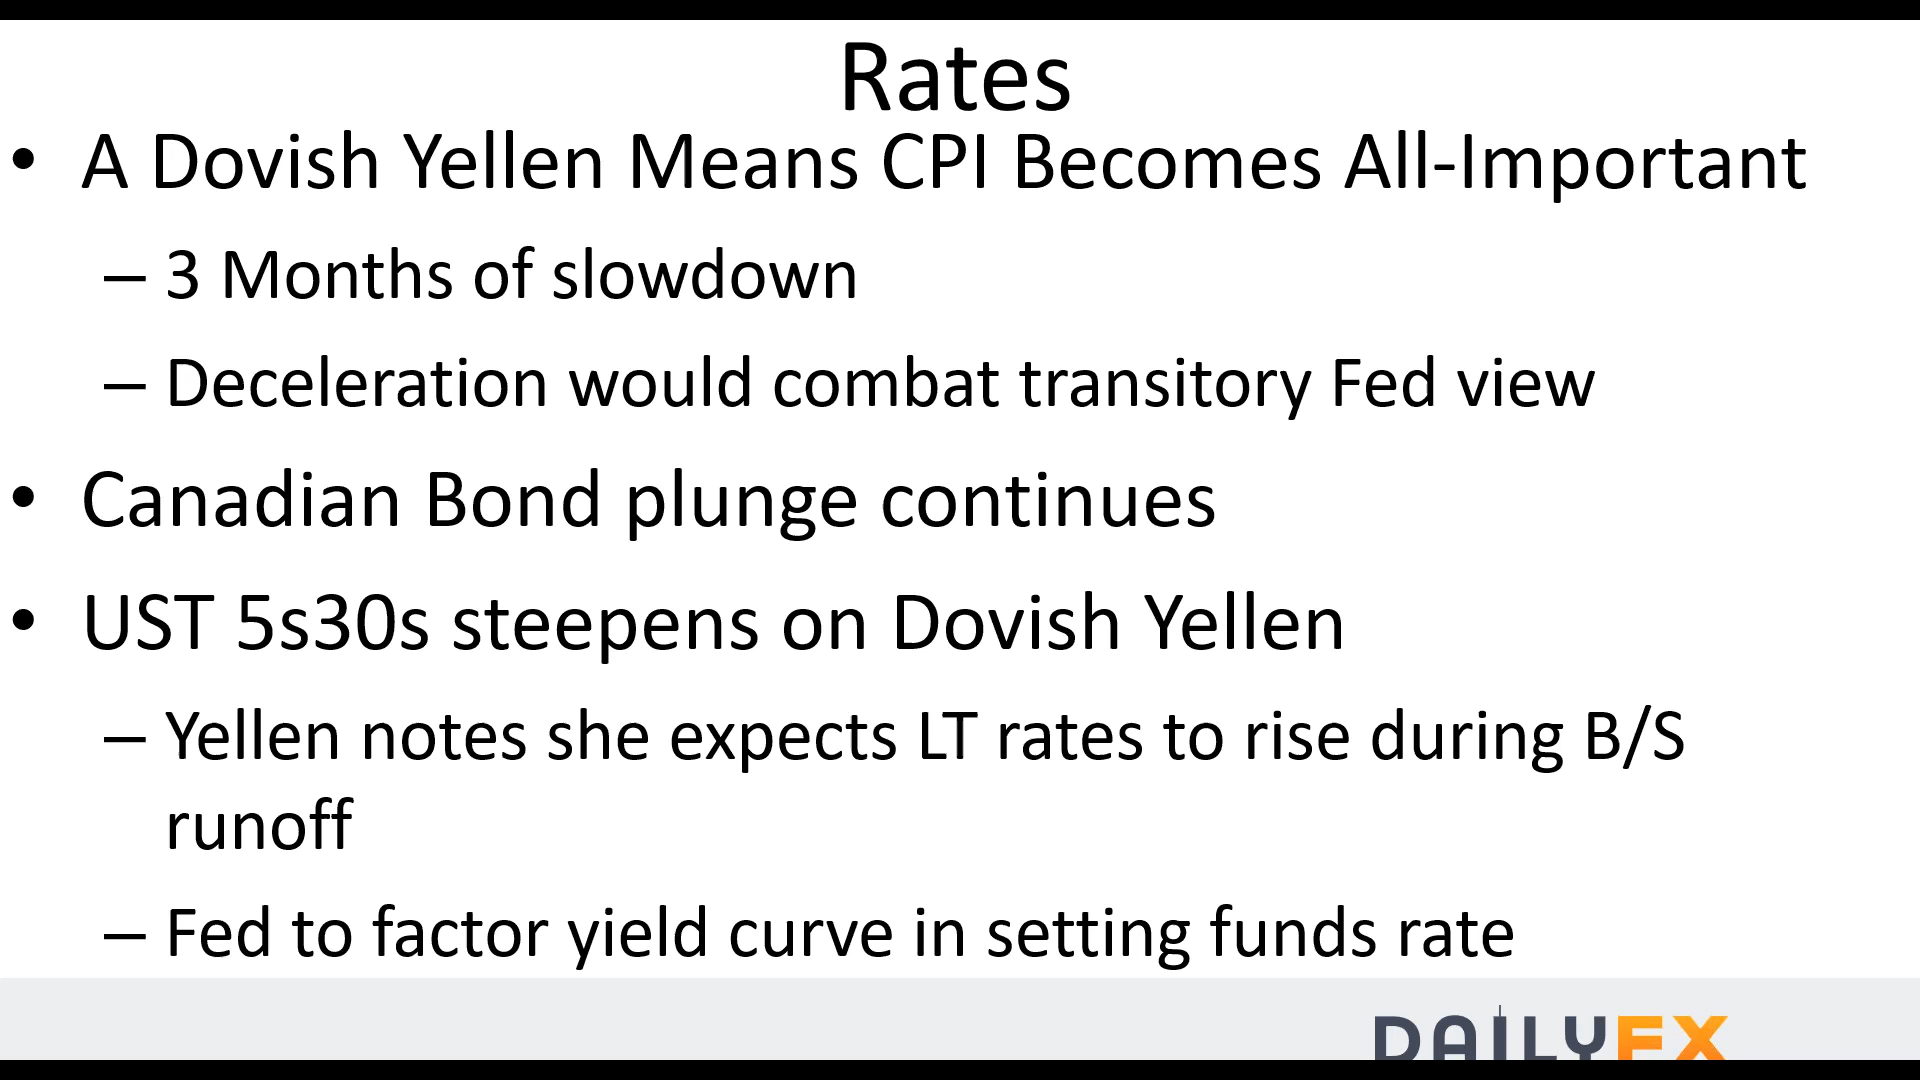 Rates
• A Dovish Yellen Means CPI Becomes All-Important
– 3 Months of slowdown
– Deceleration would combat transitory Fed view
• Canadian Bond plunge continues
• UST 5s30s steepens on Dovish Yellen
– Yellen notes she expects LT rates to rise during B/S
runoff
– Fed to factor yield curve in setting funds rate
DAILYFX